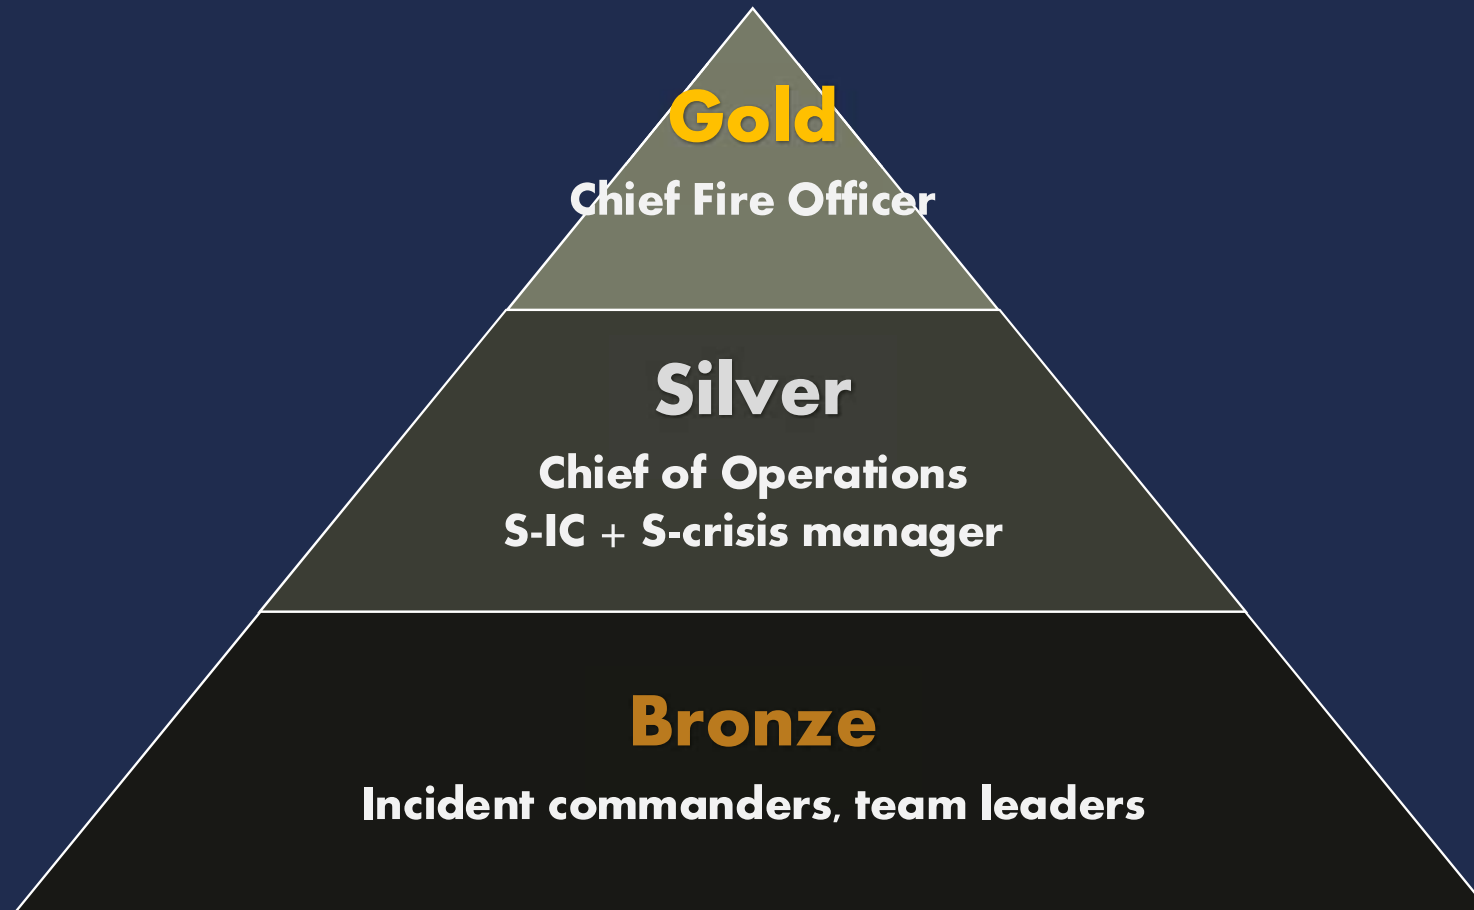 Gold
Chief Fire Officer
Silver
Chief of Operations
S-IC + S-crisis manager
Bronze
Incident commanders, team leaders